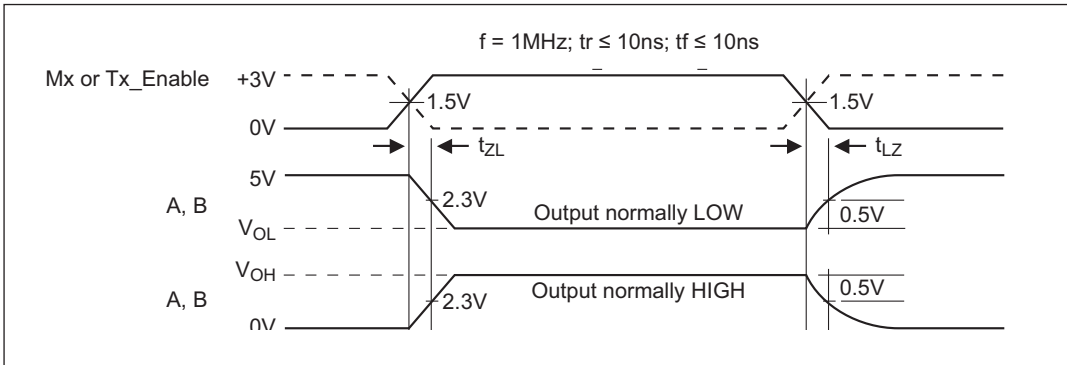 f = 1MHz; tr ≤ 10ns; tf ≤ 10ns
Mx or Tx_Enable
+3V
1.5V
1.5V
0V
tZL
tLZ
5V
A, B
2.3V
Output normally LOW
0.5V
VOL
VOH
A, B
2.3V
Output normally HIGH
0.5V
0V